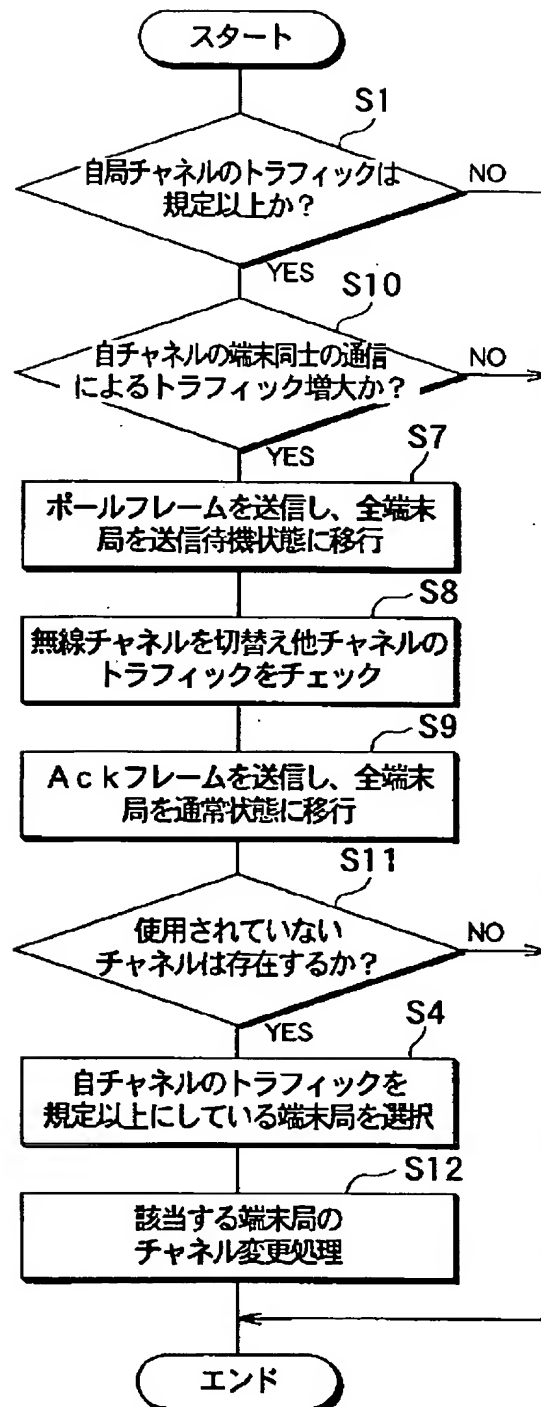 スタート
S1
自局チャネルのトラフィックは
規定以上か？
NO
YES
S10
自チャネルの端末同士の通信
によるトラフィック増大か？
NO
YES
S7
ポールフレームを送信し、全端末
局を送信待機状態に移行
S8
無線チャネルを切替え他チャネルの
トラフィックをチェック
S9
Ａｃｋフレームを送信し、全端末
局を通常状態に移行
S11
使用されていない
チャネルは存在するか？
NO
YES
S4
自チャネルのトラフィックを
規定以上にしている端末局を選択
S12
該当する端末局の
チャネル変更処理
エンド